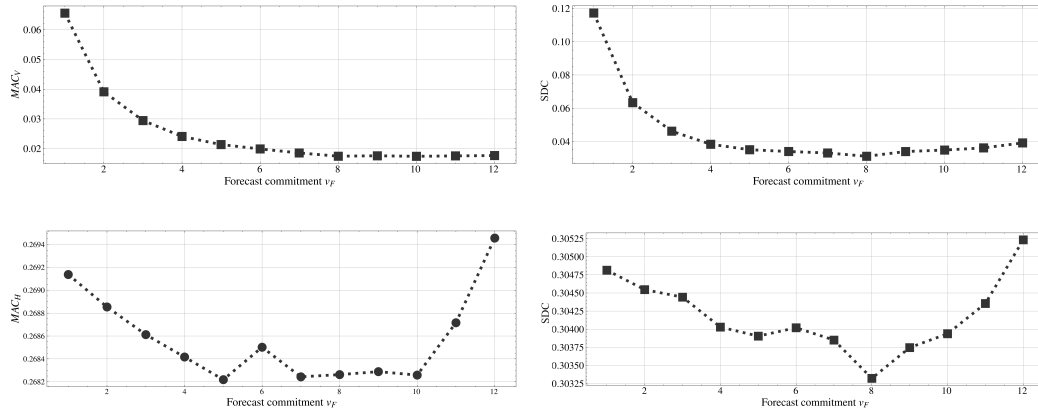 0.06
0.05
0.04
0.03
0.02
MAC_V
2 4 6 8 10 12
Forecast commitment v_F
0.12
0.10
0.08
0.06
0.04
SDC
2 4 6 8 10 12
Forecast commitment v_F
0.2694
0.2692
0.2690
0.2688
0.2686
0.2684
0.2682
MAC_H
2 4 6 8 10 12
Forecast commitment v_F
0.30525
0.30500
0.30475
0.30450
0.30425
0.30400
0.30375
0.30350
0.30325
SDC
2 4 6 8 10 12
Forecast commitment v_F